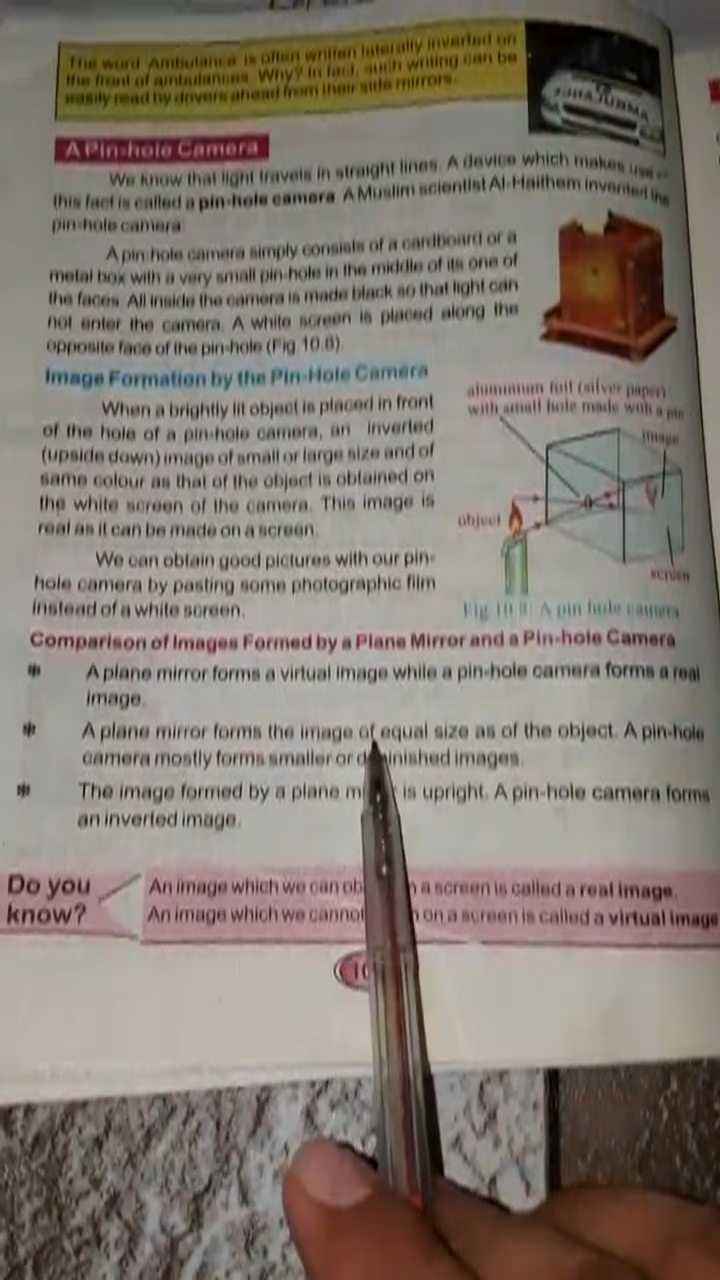 The word 'Ambulance' is often written laterally inverted on
the front of ambulances. Why? In fact, such writing can be
easily read by drivers ahead from their side mirrors.
A Pin-hole Camera
We know that light travels in straight lines. A device which makes use
this fact is called a pin-hole camera. A Muslim scientist Al-Haithem invented the
pin-hole camera.
A pin-hole camera simply consists of a cardboard or a
metal box with a very small pin-hole in the middle of its one of
the faces. All inside the camera is made black so that light can
not enter the camera. A white screen is placed along the
opposite face of the pin-hole (Fig.10.8).
Image Formation by the Pin-Hole Camera
When a brightly lit object is placed in front
of the hole of a pin-hole camera, an inverted
(upside down) image of small or large size and of
same colour as that of the object is obtained on
the white screen of the camera. This image is
real as it can be made on a screen.
We can obtain good pictures with our pin-
hole camera by pasting some photographic film
instead of a white screen.
aluminium foil (silver paper)
with small hole made with a pin
image
object
screen
Fig.10.8: A pin hole camera
Comparison of Images Formed by a Plane Mirror and a Pin-hole Camera
* A plane mirror forms a virtual image while a pin-hole camera forms a real
image.
* A plane mirror forms the image of equal size as of the object. A pin-hole
camera mostly forms smaller or diminished images.
* The image formed by a plane is upright. A pin-hole camera forms
an inverted image.
Do you
know?
An image which we can a screen is called a real image.
An image which we cannot on a screen is called a virtual image